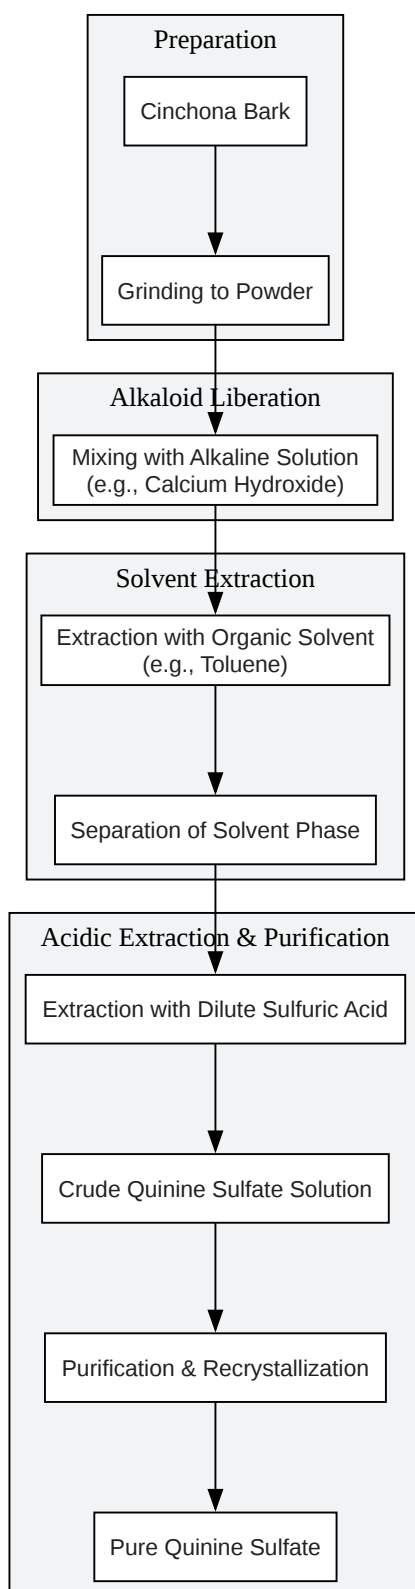 Preparation
Cinchona Bark
Grinding to Powder
Alkaloid Liberation
Mixing with Alkaline Solution
(e.g., Calcium Hydroxide)
Solvent Extraction
Extraction with Organic Solvent
(e.g., Toluene)
Separation of Solvent Phase
Acidic Extraction & Purification
Extraction with Dilute Sulfuric Acid
Crude Quinine Sulfate Solution
Purification & Recrystallization
Pure Quinine Sulfate